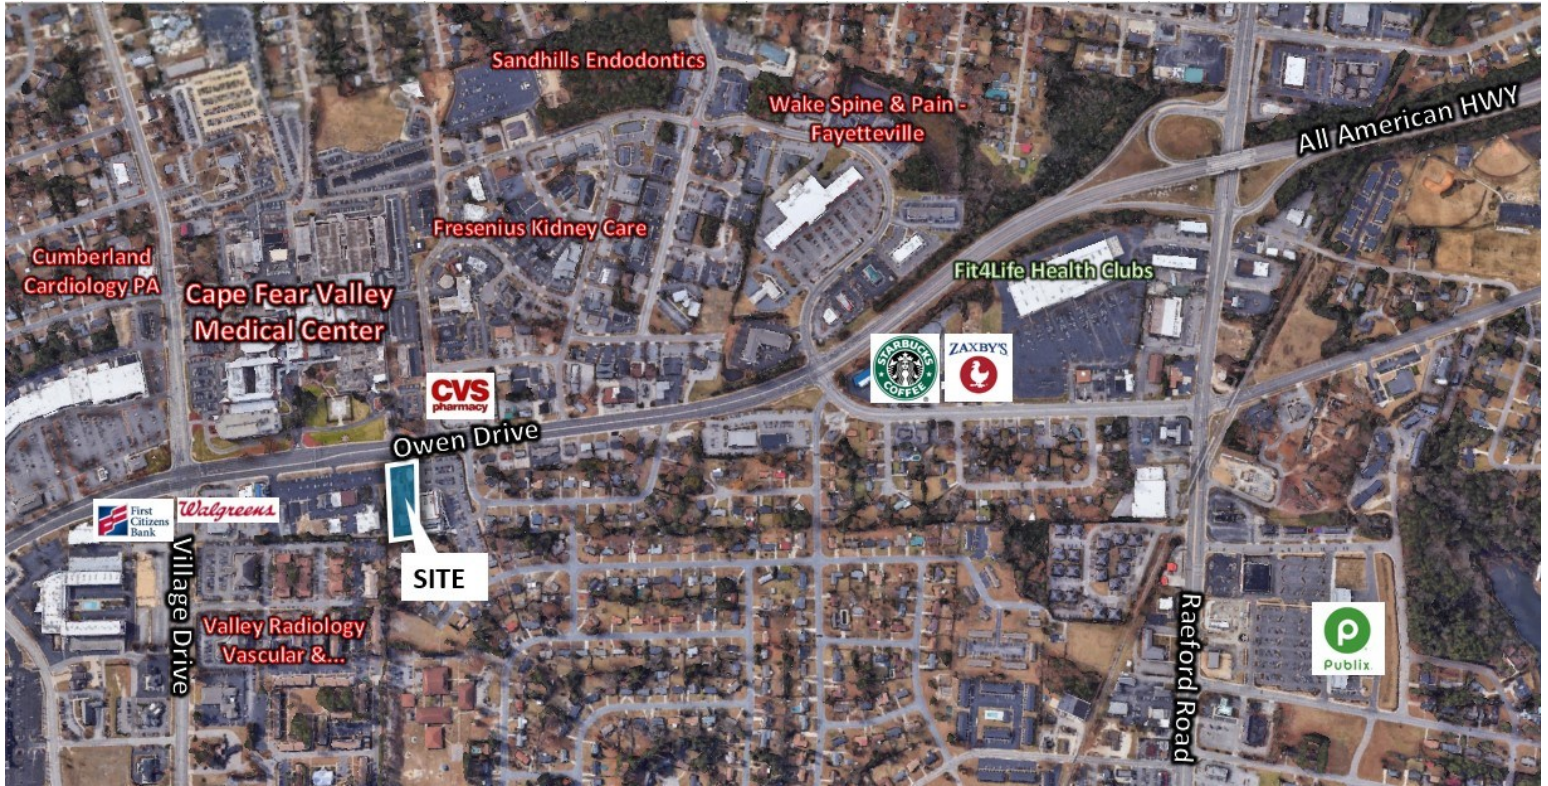 Sandhills Endodontics
Wake Spine & Pain -
Fayetteville
All American HWY
Fresenius Kidney Care
Cumberland
Cardiology PA
Cape Fear Valley
Medical Center
Fit4Life Health Clubs
STARBUCKS
COFFEE
ZAXBY'S
CVS
pharmacy
Owen Drive
First
Citizens
Bank
Walgreens
SITE
Village Drive
Valley Radiology
Vascular &...
Raeford Road
P
Publix.